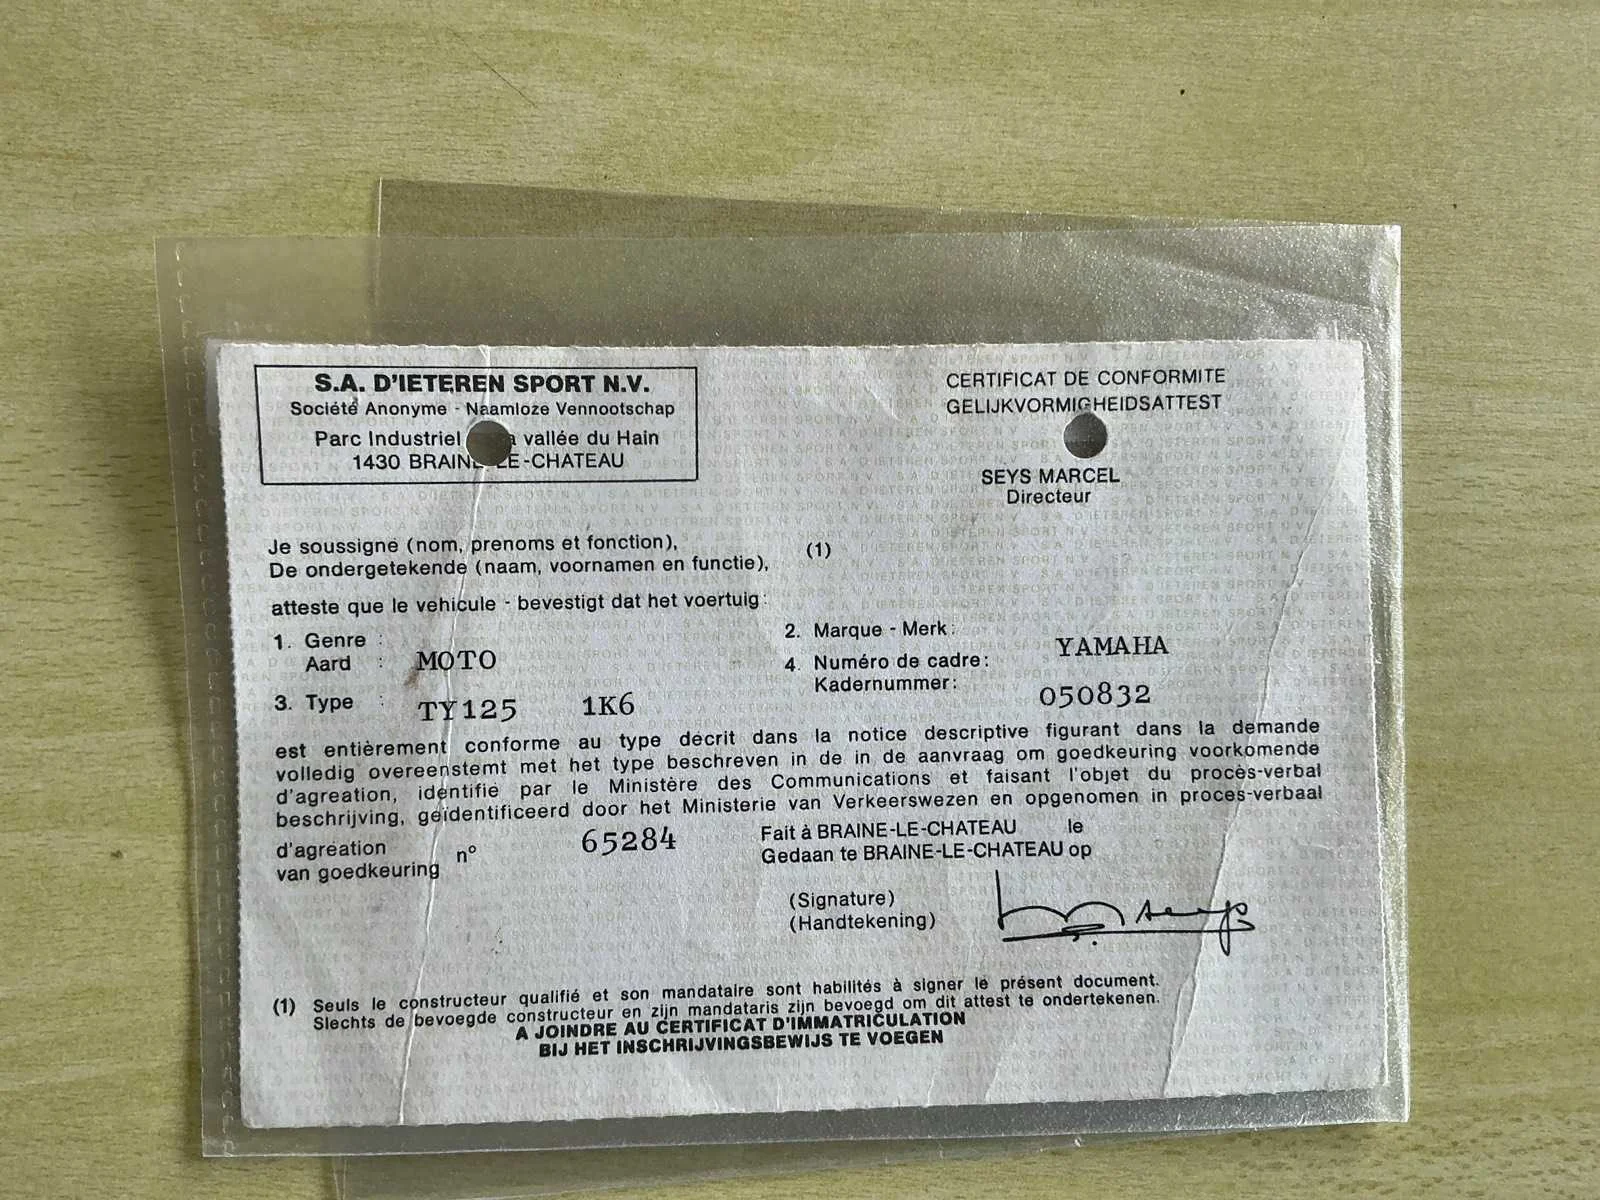 S.A. D'IETEREN SPORT N.V.
Société Anonyme - Naamloze Vennootschap
Parc Industriel vallée du Hain
1430 BRAINE-LE-CHATEAU
CERTIFICAT DE CONFORMITE
GELIJKVORMIGHEIDSATTEST
SEYS MARCEL
Directeur
Je soussigné (nom, prenoms et fonction),
De ondergetekende (naam, voornamen en functie),
(1)
atteste que le vehicule - bevestigt dat het voertuig:
1. Genre :
Aard : MOTO
2. Marque - Merk: YAMAHA
3. Type : TY125 1K6
4. Numéro de cadre:
Kadernummer: 050832
est entièrement conforme au type décrit dans la notice descriptive figurant dans la demande
volledig overeenstemt met het type beschreven in de in de aanvraag om goedkeuring voorkomende
d'agreation, identifie par le Ministère des Communications et faisant l'objet du procès-verbal
beschrijving, geïdentificeerd door het Ministerie van Verkeerswezen en opgenomen in proces-verbaal
d'agreation
van goedkeuring n° 65284
Fait à BRAINE-LE-CHATEAU le
Gedaan te BRAINE-LE-CHATEAU op
(Signature)
(Handtekening)
(1) Seuls le constructeur qualifié et son mandataire sont habilités à signer le présent document.
Slechts de bevoegde constructeur en zijn mandataris zijn bevoegd om dit attest te ondertekenen.
A JOINDRE AU CERTIFICAT D'IMMATRICULATION
BIJ HET INSCHRIJVINGSBEWIJS TE VOEGEN